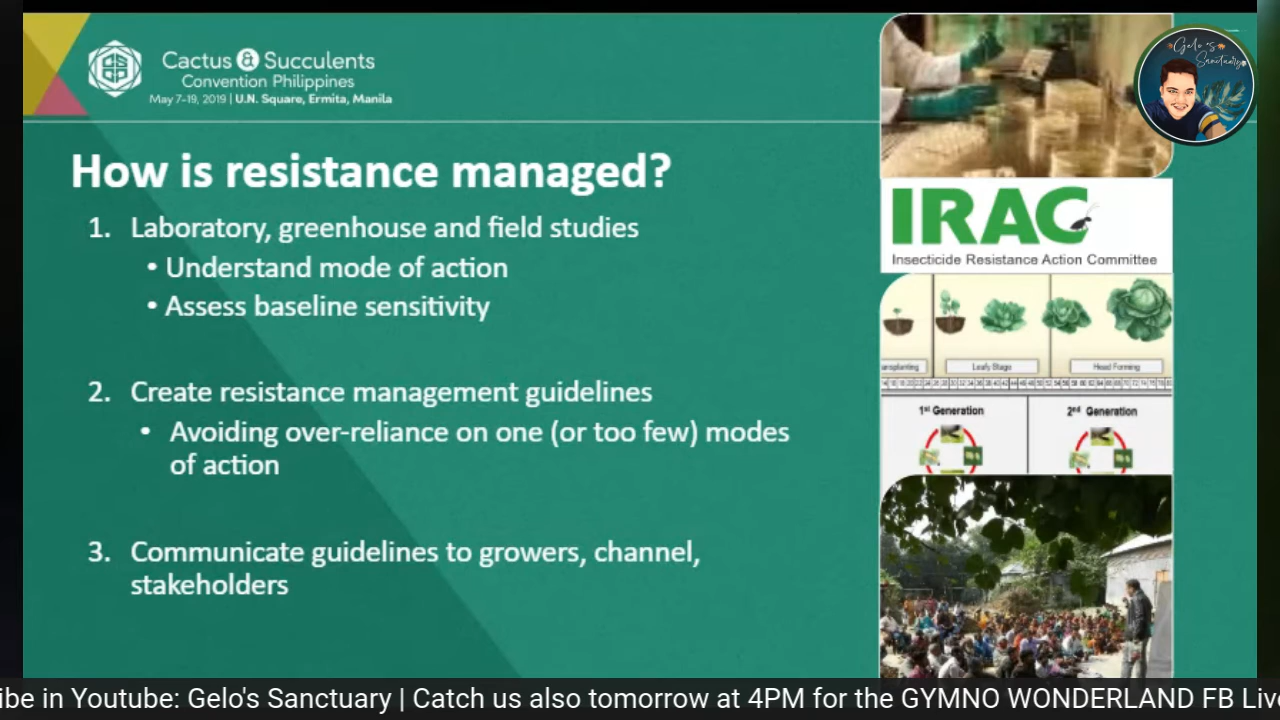 Cactus & Succulents
Convention Philippines
May 7-19, 2019 | U.N. Square, Ermita, Manila
Gelo's
Sanctuary
How is resistance managed?
1. Laboratory, greenhouse and field studies
• Understand mode of action
• Assess baseline sensitivity
2. Create resistance management guidelines
• Avoiding over-reliance on one (or too few) modes
of action
3. Communicate guidelines to growers, channel,
stakeholders
IRAC
Insecticide Resistance Action Committee
Leafy Stage
Head Forming
1st Generation
2nd Generation
ibe in Youtube: Gelo's Sanctuary | Catch us also tomorrow at 4PM for the GYMNO WONDERLAND FB Live